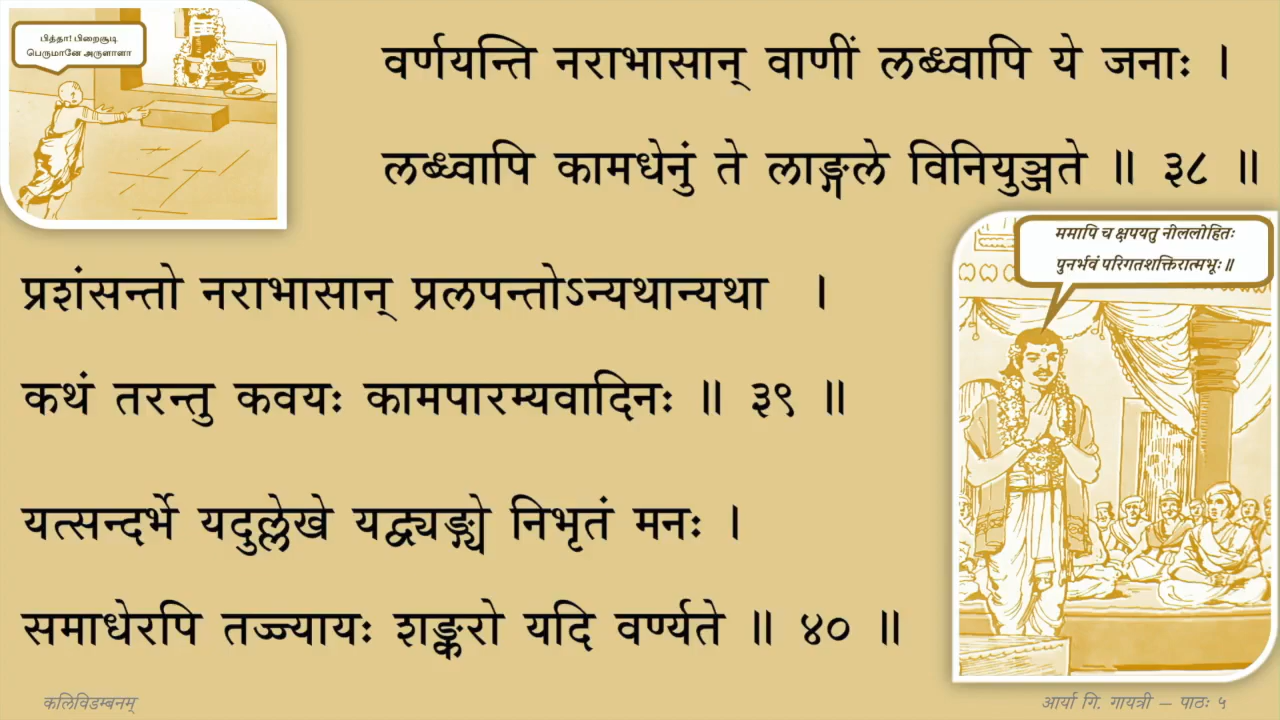 பித்தா! பிறைசூடி
பெருமானே அருளாளா
वर्णयन्ति नराभासान् वाणीं लब्ध्वापि ये जनाः ।
लब्ध्वापि कामधेनुं ते लाङ्गले विनियुञ्जते ॥ ३८ ॥
ममापि च क्षपयतु नीललोहितः
पुनर्भवं परिगतशक्तिरात्मभूः॥
प्रशंसन्तो नराभासान् प्रलपन्तोऽन्यथान्यथा ।
कथं तरन्तु कवयः कामपारम्यवादिनः ॥ ३९ ॥
यत्सन्दर्भे यदुल्लेखे यद्व्यङ्ग्ये निभृतं मनः ।
समाधेरपि तज्ज्यायः शङ्करो यदि वर्ण्यते ॥ ४० ॥
कलिविडम्बनम्
आर्या गि. गायत्री – पाठः ५